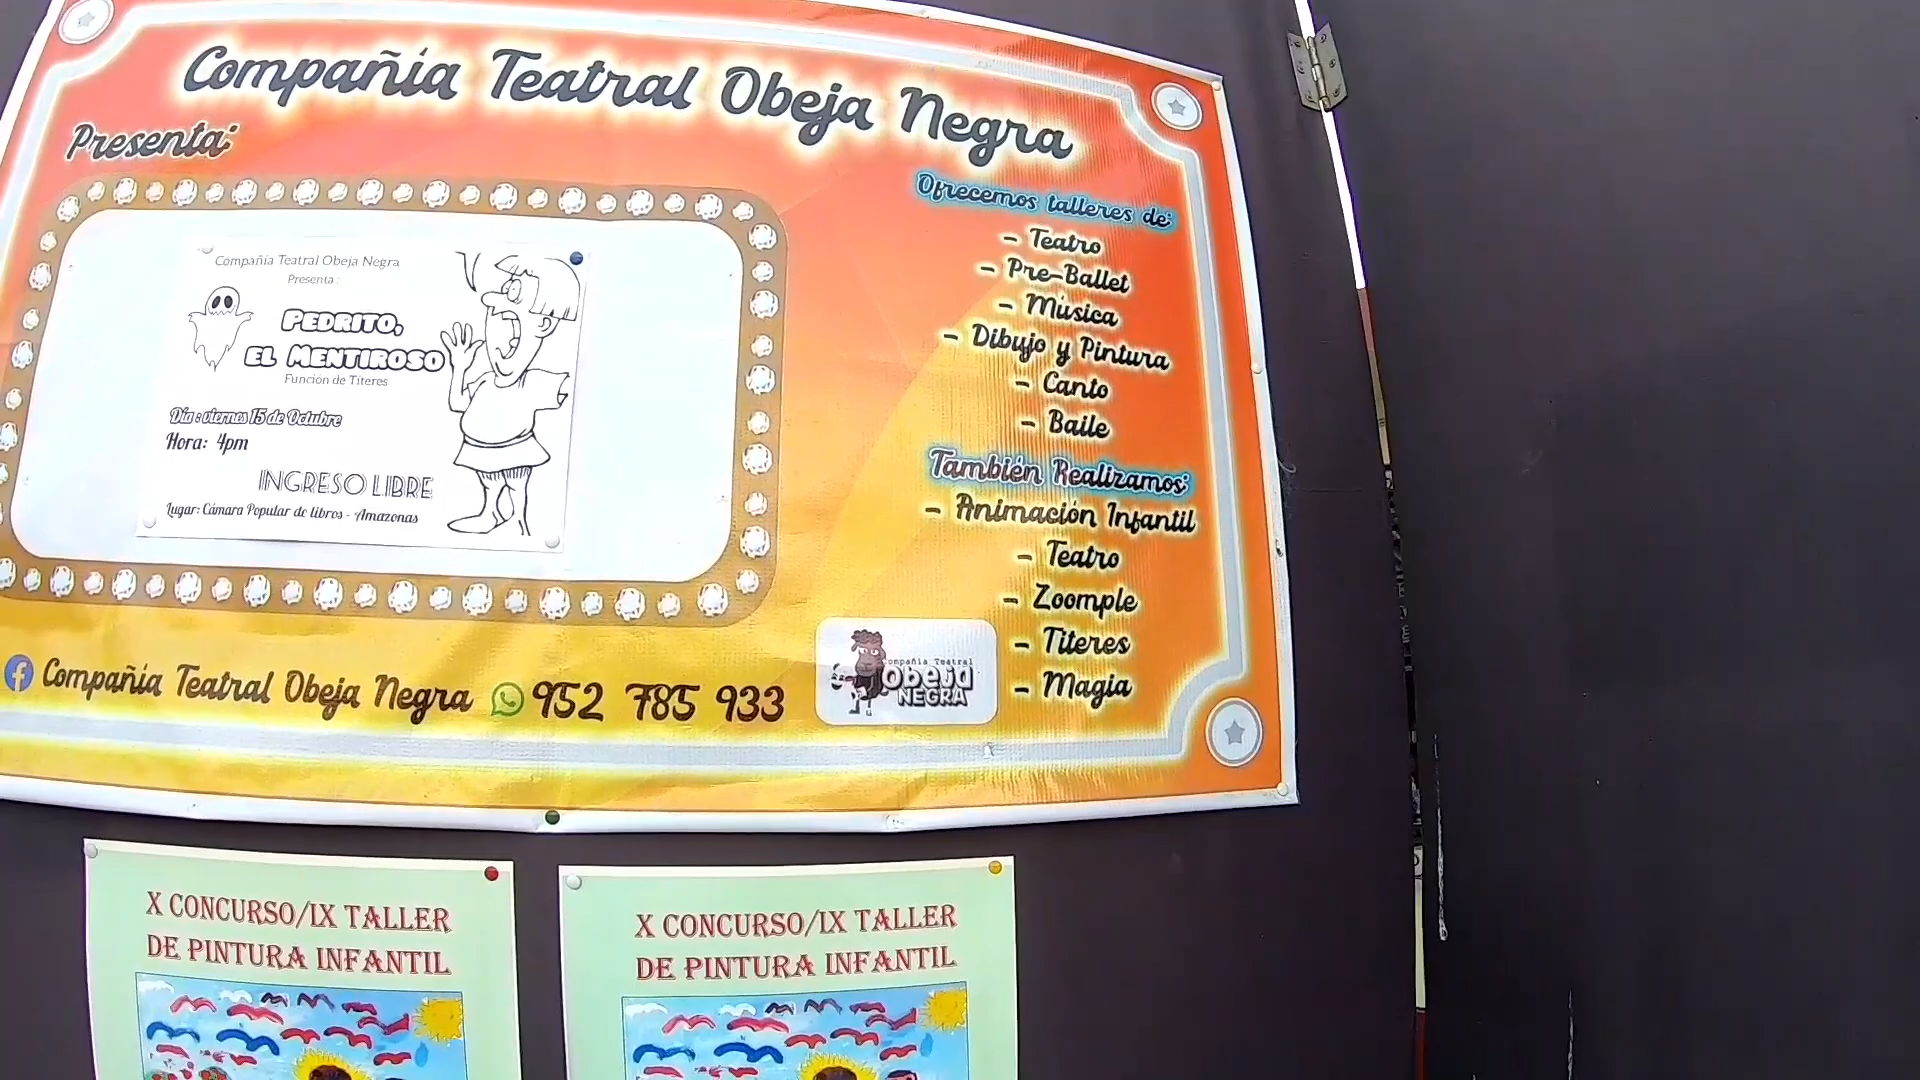 Compañía Teatral Obeja Negra
Presenta:
Compañía Teatral Obeja Negra
Presenta :
PEDRITO,
EL MENTIROSO
Función de Títeres
Día : viernes 15 de Octubre
Hora: 4pm
INGRESO LIBRE
Lugar: Cámara Popular de libros - Amazonas
Ofrecemos talleres de:
- Teatro
- Pre-Ballet
- Música
- Dibujo y Pintura
- Canto
- Baile
También Realizamos:
- Animación Infantil
- Teatro
- Zoomple
- Títeres
- Magia
Compañía Teatral Obeja Negra 952 785 933
Compañía Teatral
Obeja
NEGRA
X CONCURSO/IX TALLER
DE PINTURA INFANTIL
X CONCURSO/IX TALLER
DE PINTURA INFANTIL